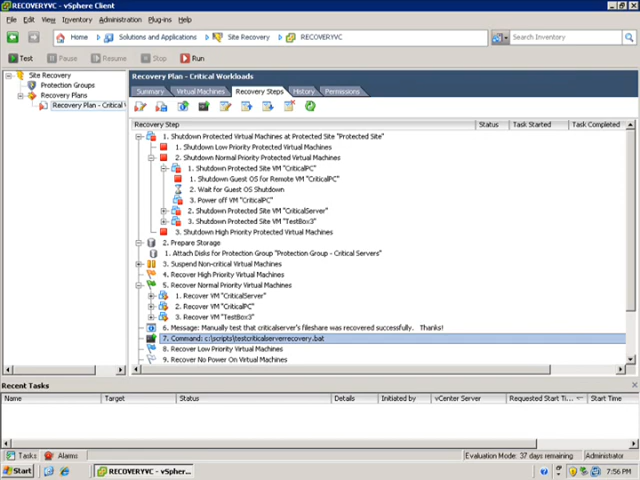 RECOVERYVC - vSphere Client
File Edit View Inventory Administration Plug-ins Help
Home Solutions and Applications Site Recovery RECOVERYVC Search Inventory
Test Pause Resume Stop Run
Site Recovery
Protection Groups
Recovery Plans
Recovery Plan - Critical W
Recovery Plan - Critical Workloads
Summary Virtual Machines Recovery Steps History Permissions
Recovery Step Status Task Started Task Completed
1. Shutdown Protected Virtual Machines at Protected Site "Protected Site"
1. Shutdown Low Priority Protected Virtual Machines
2. Shutdown Normal Priority Protected Virtual Machines
1. Shutdown Protected Site VM "CriticalPC"
1. Shutdown Guest OS for Remote VM "CriticalPC"
2. Wait for Guest OS Shutdown
3. Power off VM "CriticalPC"
2. Shutdown Protected Site VM "CriticalServer"
3. Shutdown Protected Site VM "TestBox3"
3. Shutdown High Priority Protected Virtual Machines
2. Prepare Storage
1. Attach Disks for Protection Group "Protection Group - Critical Servers"
3. Suspend Non-critical Virtual Machines
4. Recover High Priority Virtual Machines
5. Recover Normal Priority Virtual Machines
1. Recover VM "CriticalServer"
2. Recover VM "CriticalPC"
3. Recover VM "TestBox3"
6. Message: Manually test that criticalserver's fileshare was recovered successfully. Thanks!
7. Command: c:\scripts\testcriticalserverrecovery.bat
8. Recover Low Priority Virtual Machines
9. Recover No Power On Virtual Machines
Recent Tasks
Name Target Status Details Initiated by vCenter Server Requested Start Ti... Start Time
Tasks Alarms Evaluation Mode: 37 days remaining Administrator
Start RECOVERYVC - vSpher... 7:56 PM